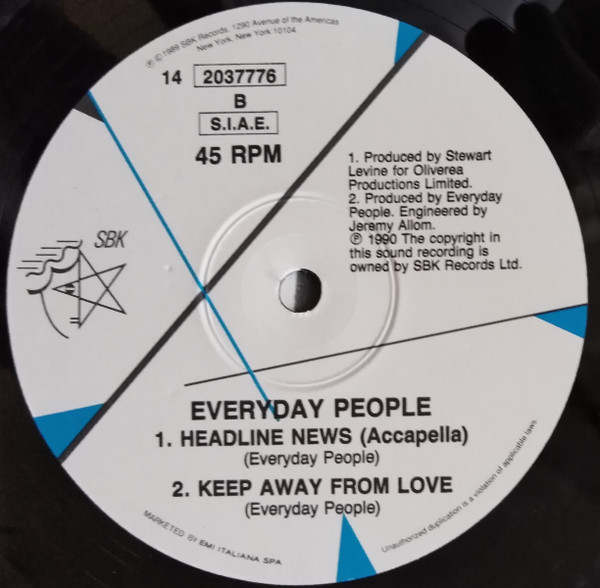 ℗ © 1989 SBK Records, 1290 Avenue of the Americas
New York, New York 10104
14 2037776
B
S.I.A.E.
45 RPM
1. Produced by Stewart
Levine for Oliverea
Productions Limited.
2. Produced by Everyday
People. Engineered by
Jeremy Allom.
℗ 1990 The copyright in
this sound recording is
owned by SBK Records Ltd.
SBK
EVERYDAY PEOPLE
1. HEADLINE NEWS (Accapella)
(Everyday People)
2. KEEP AWAY FROM LOVE
(Everyday People)
MARKETED BY EMI ITALIANA SPA
Unauthorized duplication is a violation of applicable laws.